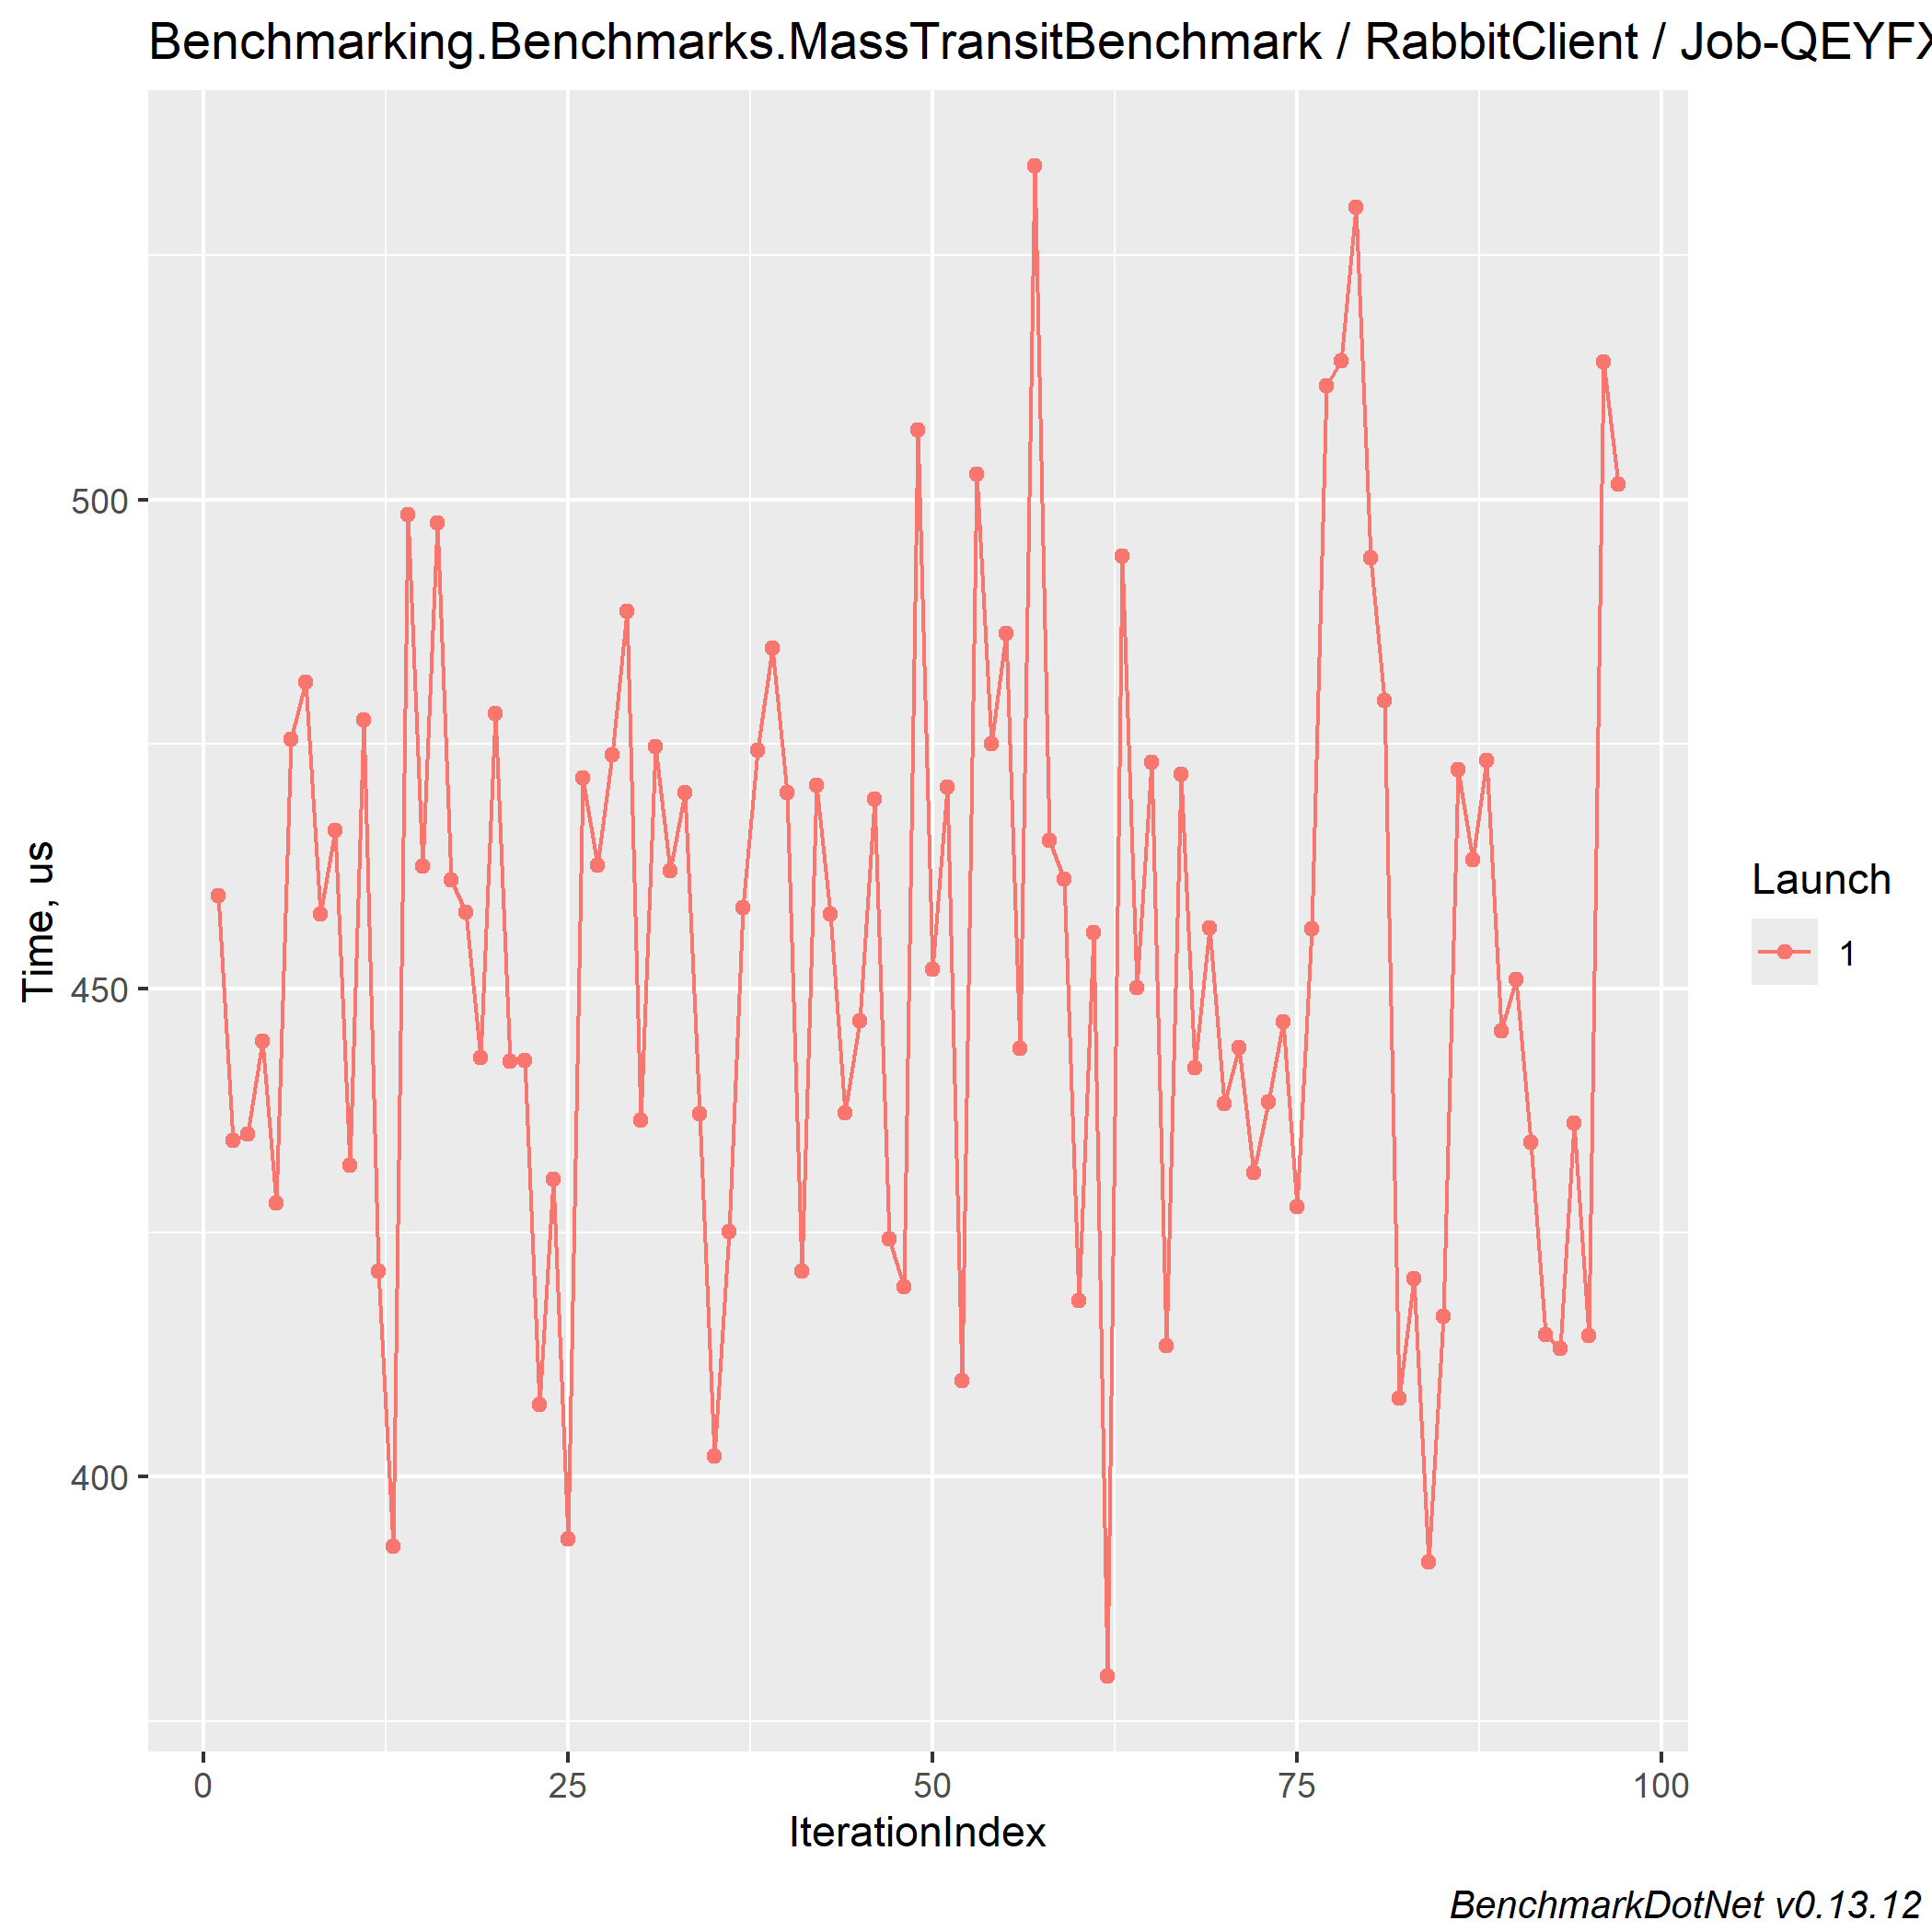 Benchmarking.Benchmarks.MassTransitBenchmark / RabbitClient / Job-QEYFX
Time, us
500
450
400
0 25 50 75 100
IterationIndex
Launch
1
BenchmarkDotNet v0.13.12